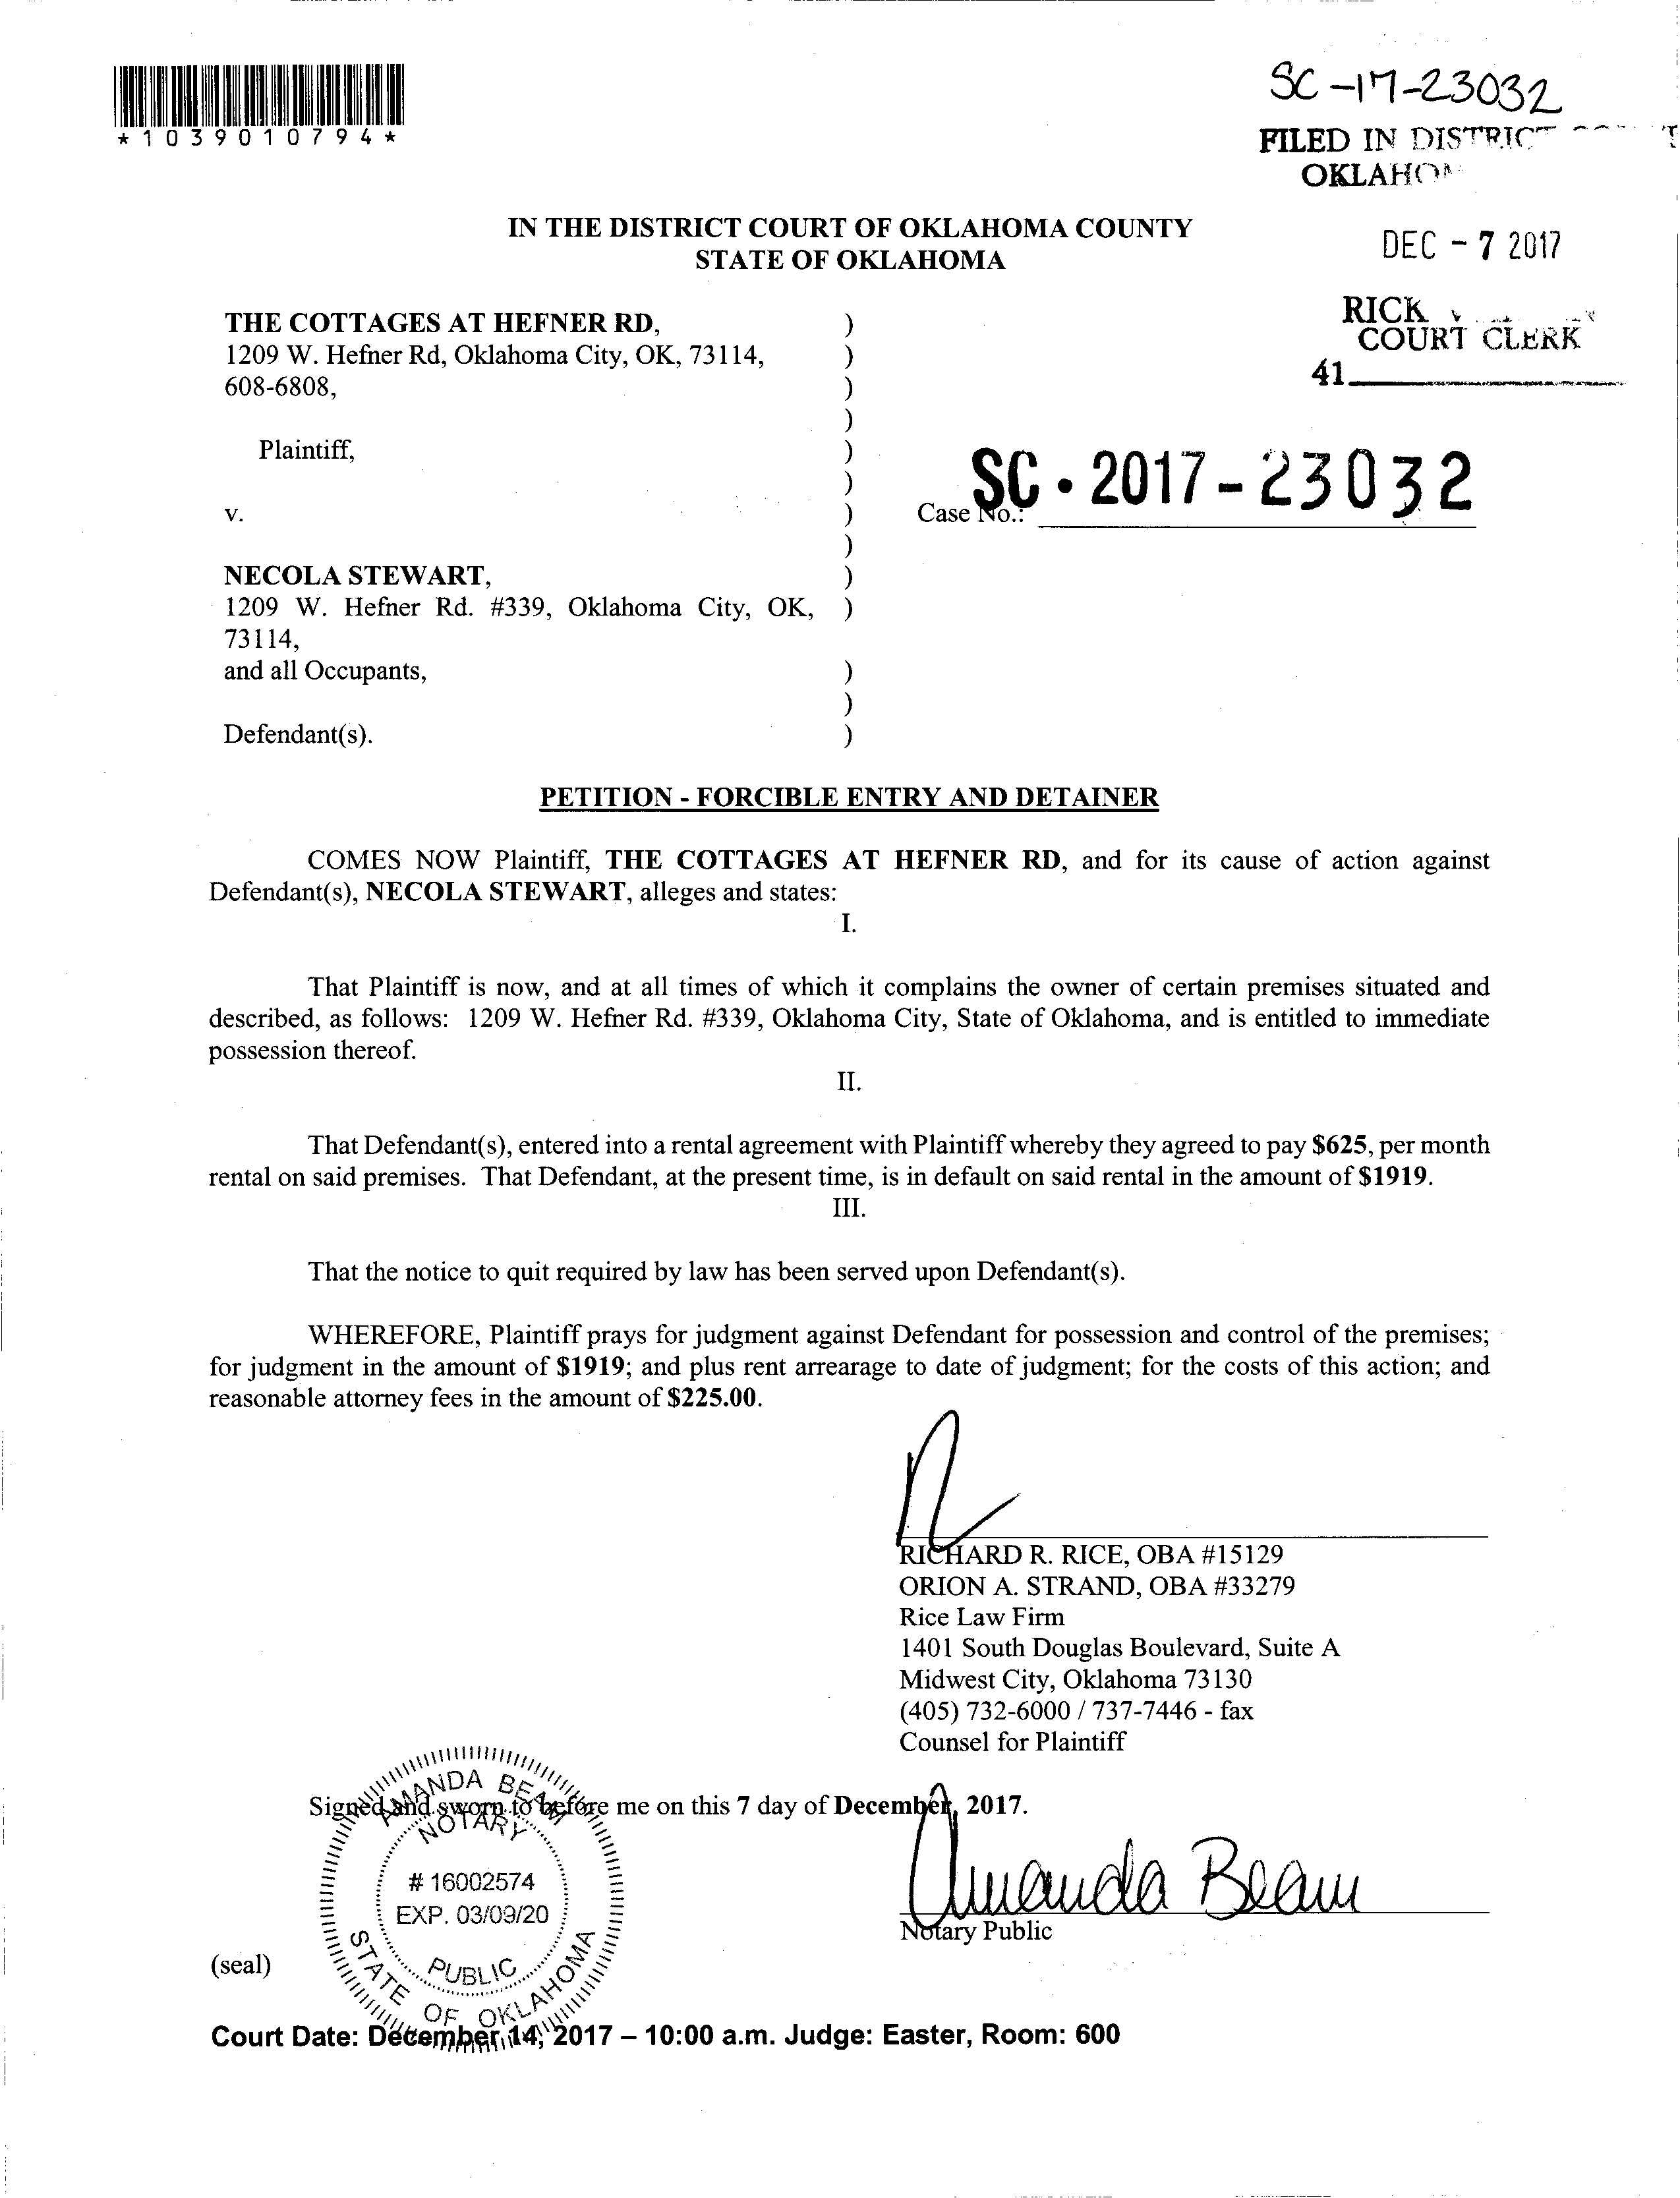 SC-17-23032
*1039010794*
FILED IN DISTRICT
OKLAHOM
IN THE DISTRICT COURT OF OKLAHOMA COUNTY
STATE OF OKLAHOMA
DEC - 7 2017
RICK
COURT CLERK
41
THE COTTAGES AT HEFNER RD, )
1209 W. Hefner Rd, Oklahoma City, OK, 73114, )
608-6808, )
)
Plaintiff, )
)
v. ) Case No.: SC - 2017 - 23032
)
NECOLA STEWART, )
1209 W. Hefner Rd. #339, Oklahoma City, OK, )
73114,
and all Occupants, )
)
Defendant(s). )
PETITION - FORCIBLE ENTRY AND DETAINER
COMES NOW Plaintiff, THE COTTAGES AT HEFNER RD, and for its cause of action against
Defendant(s), NECOLA STEWART, alleges and states:
I.
That Plaintiff is now, and at all times of which it complains the owner of certain premises situated and
described, as follows: 1209 W. Hefner Rd. #339, Oklahoma City, State of Oklahoma, and is entitled to immediate
possession thereof.
II.
That Defendant(s), entered into a rental agreement with Plaintiff whereby they agreed to pay $625, per month
rental on said premises. That Defendant, at the present time, is in default on said rental in the amount of $1919.
III.
That the notice to quit required by law has been served upon Defendant(s).
WHEREFORE, Plaintiff prays for judgment against Defendant for possession and control of the premises;
for judgment in the amount of $1919; and plus rent arrearage to date of judgment; for the costs of this action; and
reasonable attorney fees in the amount of $225.00.
RICHARD R. RICE, OBA #15129
ORION A. STRAND, OBA #33279
Rice Law Firm
1401 South Douglas Boulevard, Suite A
Midwest City, Oklahoma 73130
(405) 732-6000 / 737-7446 - fax
Counsel for Plaintiff
Signed and sworn to before me on this 7 day of December, 2017.
AMANDA BEAM
NOTARY
# 16002574
EXP. 03/09/20
PUBLIC
STATE OF OKLAHOMA
Amanda Beam
Notary Public
(seal)
Court Date: December 14, 2017 – 10:00 a.m. Judge: Easter, Room: 600